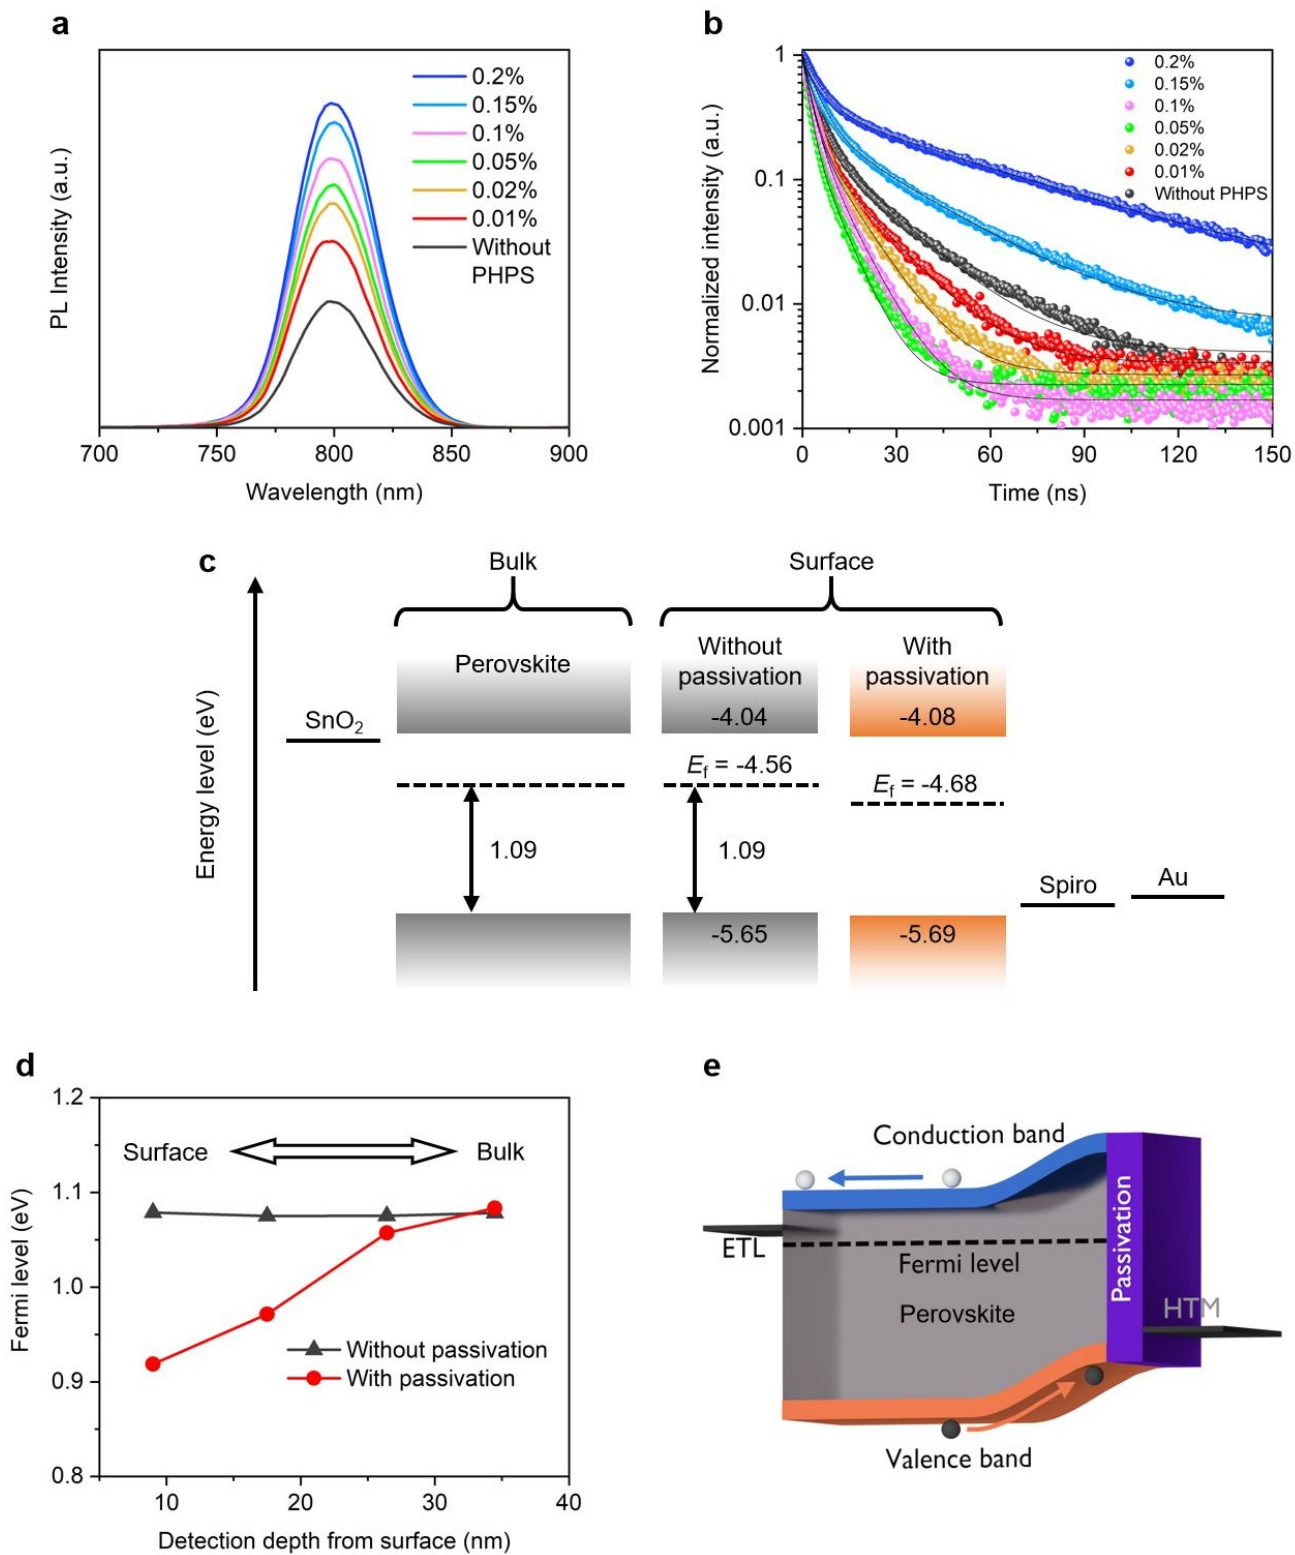 a
PL Intensity (a.u.)
0.2%
0.15%
0.1%
0.05%
0.02%
0.01%
Without
PHPS
700
750
800
850
900
Wavelength (nm)
b
Normalized intensity (a.u.)
1
0.1
0.01
0.001
0.2%
0.15%
0.1%
0.05%
0.02%
0.01%
Without PHPS
0
30
60
90
120
150
Time (ns)
c
Energy level (eV)
Bulk
Surface
SnO2
Perovskite
Without
passivation
-4.04
With
passivation
-4.08
Ef = -4.56
Ef = -4.68
1.09
1.09
-5.65
-5.69
Spiro
Au
d
Fermi level (eV)
1.2
1.1
1.0
0.9
0.8
Surface
Bulk
Without passivation
With passivation
10
20
30
40
Detection depth from surface (nm)
e
Conduction band
ETL
Fermi level
Perovskite
Passivation
HTM
Valence band